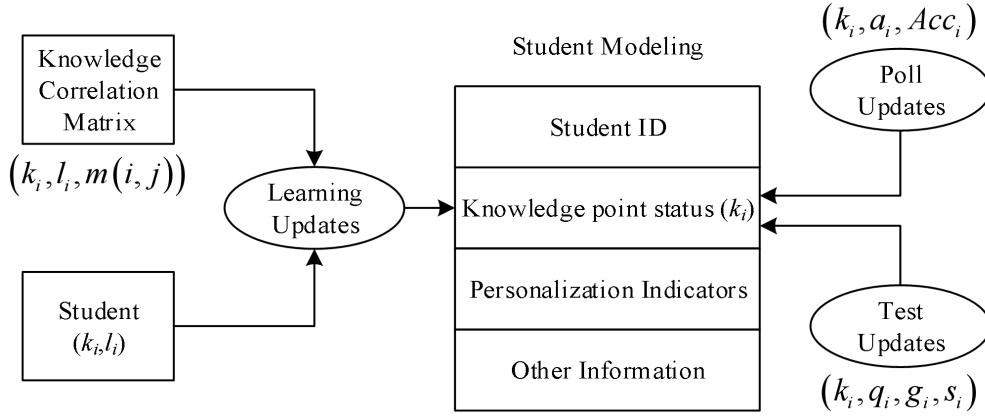 Knowledge
Correlation
Matrix
(k_i, l_i, m(i, j))
Student
(k_i,l_i)
Learning
Updates
Student Modeling
Student ID
Knowledge point status (k_i)
Personalization Indicators
Other Information
(k_i, a_i, Acc_i)
Poll
Updates
Test
Updates
(k_i, q_i, g_i, s_i)